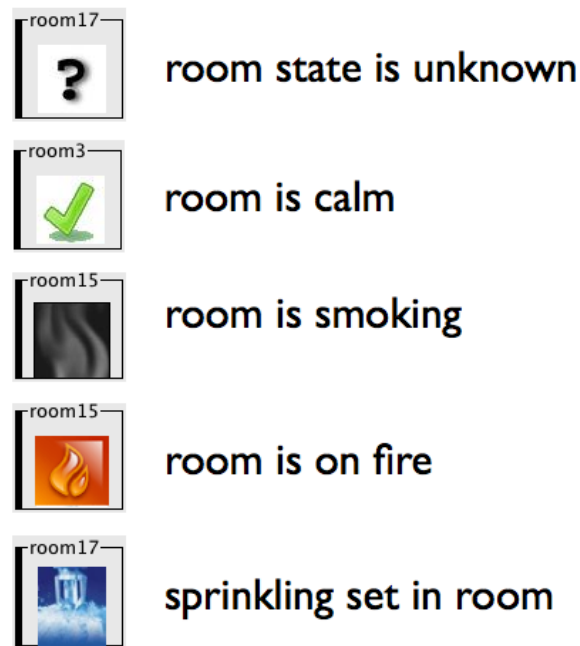 room17
?
room state is unknown
room3
room is calm
room15
room is smoking
room15
room is on fire
room17
sprinkling set in room